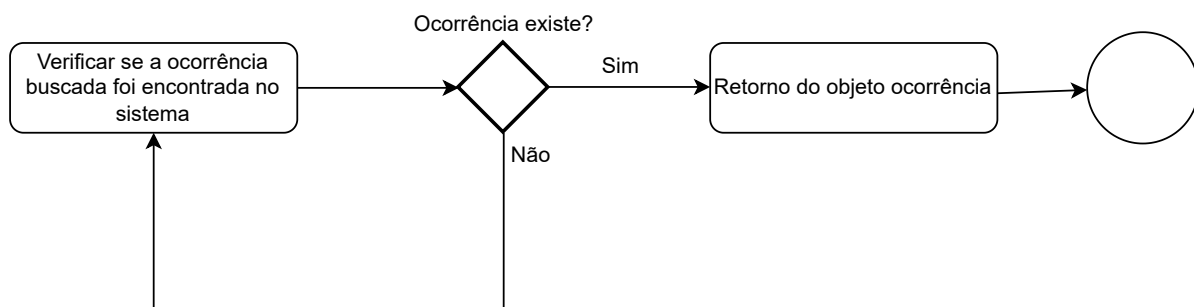 Ocorrência existe?
Verificar se a ocorrência
buscada foi encontrada no
sistema
Sim
Retorno do objeto ocorrência
Não